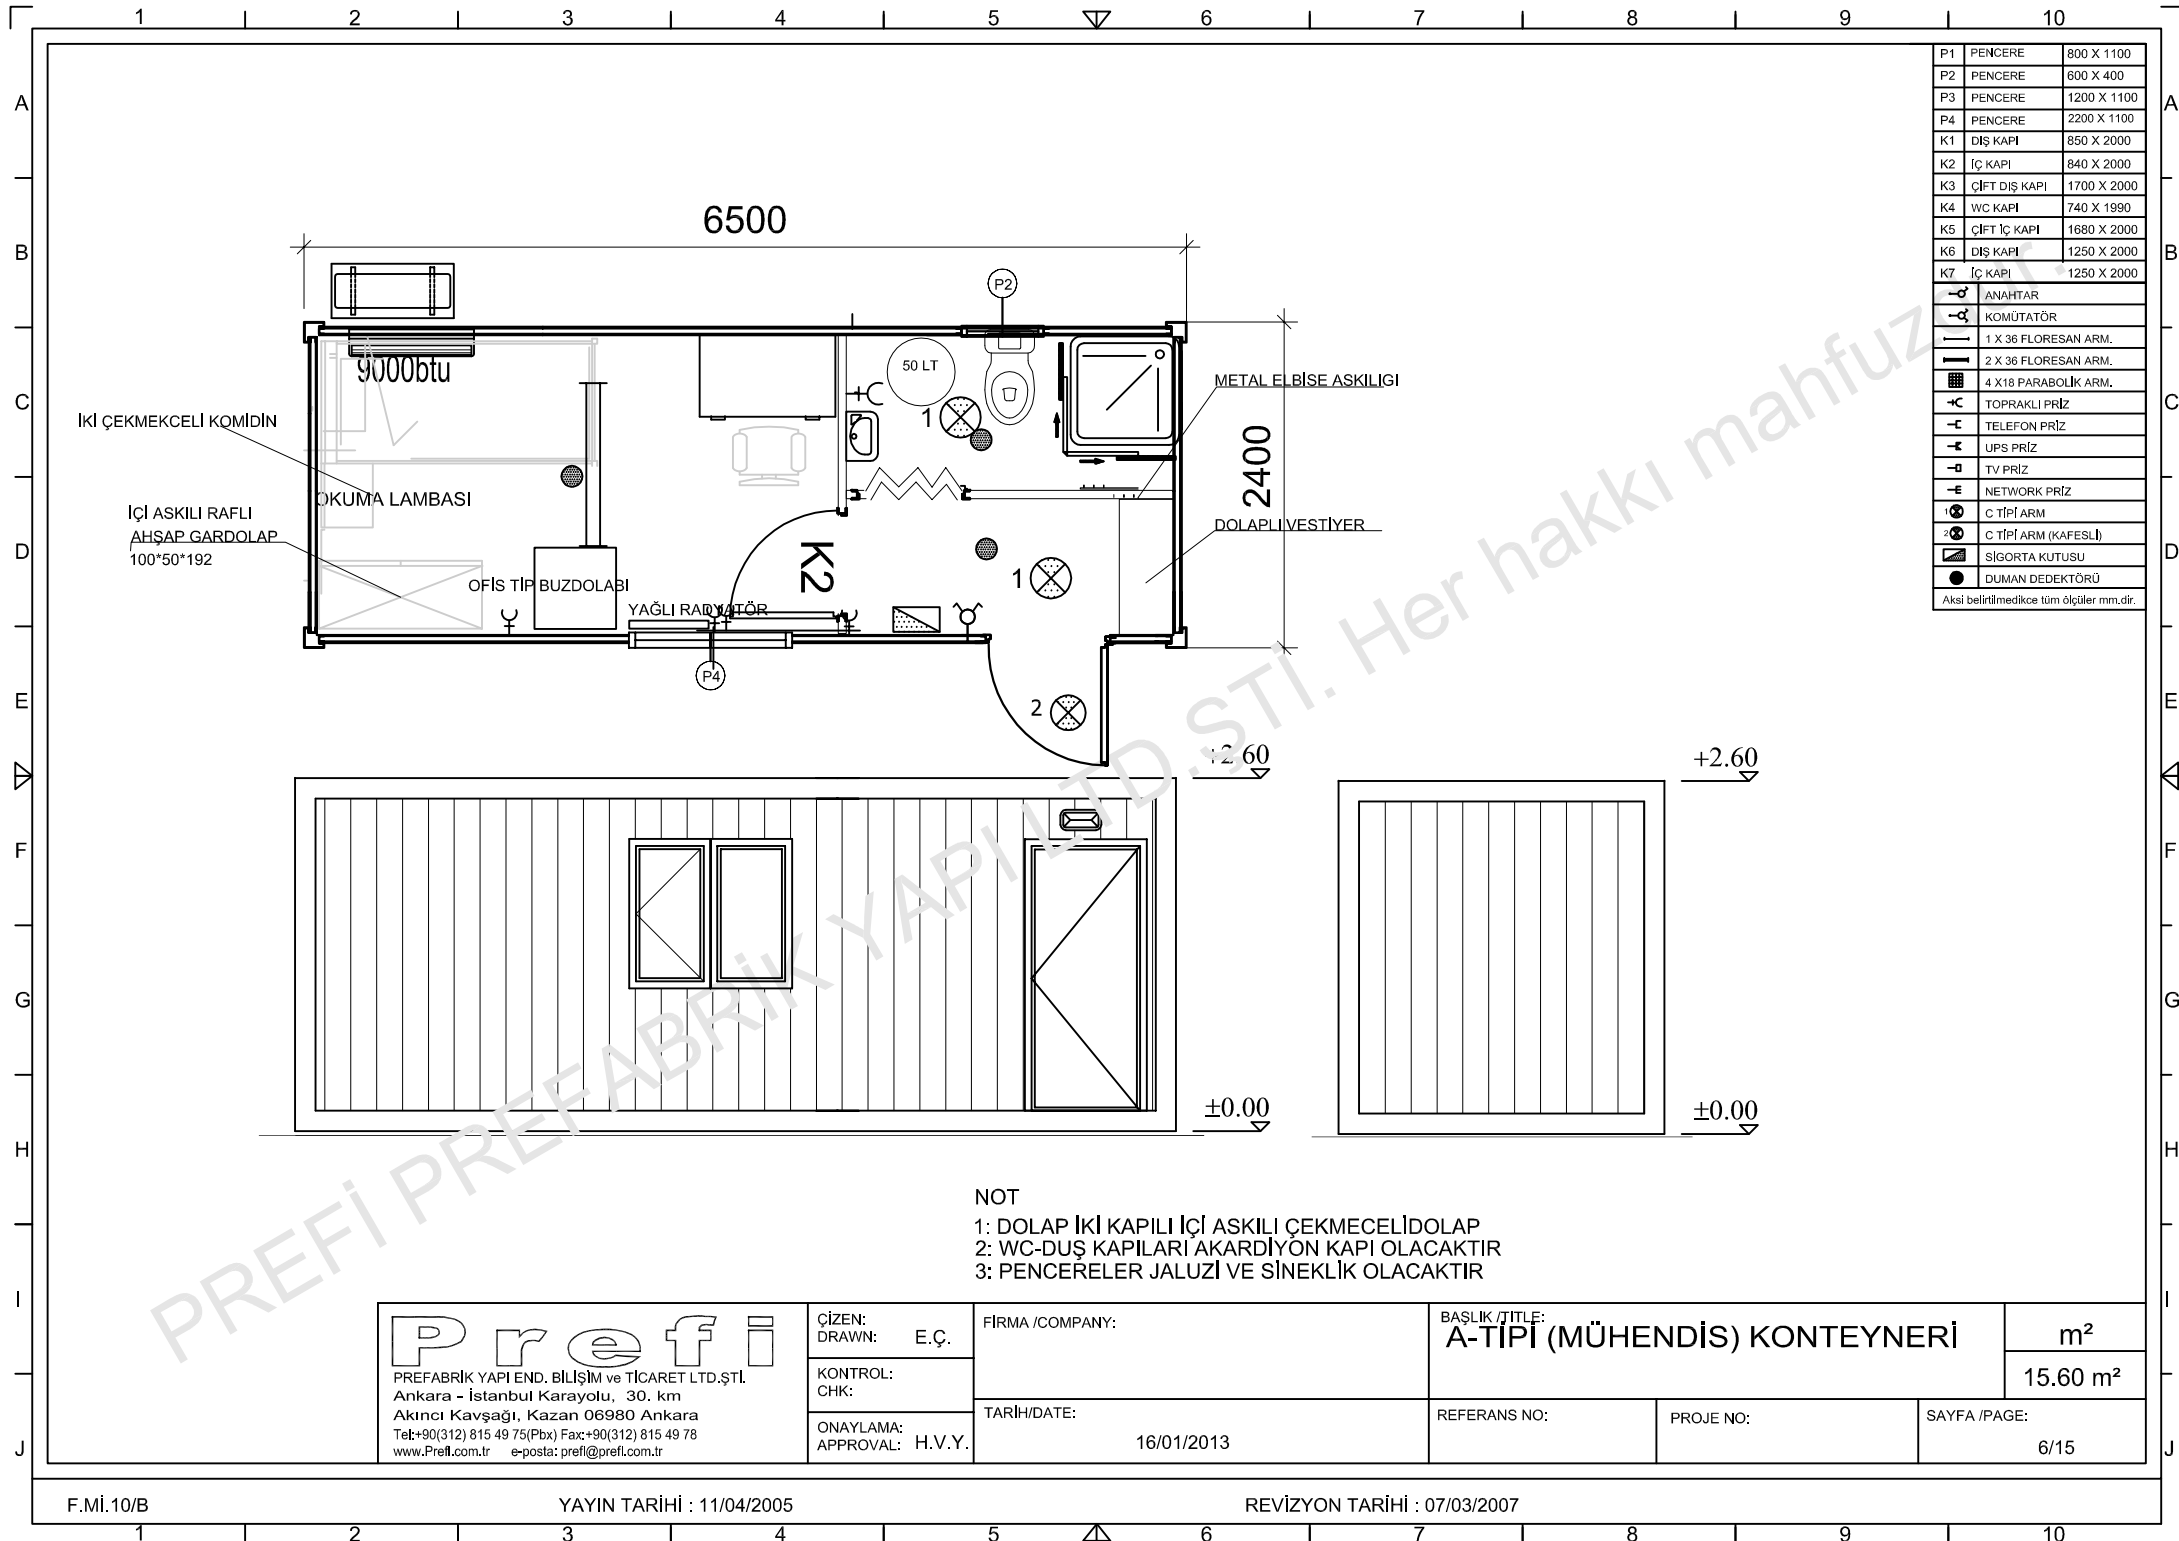 1 2 3 4 5 6 7 8 9 10
A A
B B
C C
D D
E E
F F
G G
H H
I I
J J
P1 PENCERE 800 X 1100
P2 PENCERE 600 X 400
P3 PENCERE 1200 X 1100
P4 PENCERE 2200 X 1100
K1 DIŞ KAPI 850 X 2000
K2 İÇ KAPI 840 X 2000
K3 ÇİFT DIŞ KAPI 1700 X 2000
K4 WC KAPI 740 X 1990
K5 ÇİFT İÇ KAPI 1680 X 2000
K6 DIŞ KAPI 1250 X 2000
K7 İÇ KAPI 1250 X 2000
ANAHTAR
KOMÜTATÖR
1 X 36 FLORESAN ARM.
2 X 36 FLORESAN ARM.
4 X18 PARABOLİK ARM.
TOPRAKLI PRİZ
TELEFON PRİZ
UPS PRİZ
TV PRİZ
NETWORK PRİZ
1 C TİPİ ARM
2 C TİPİ ARM (KAFESLİ)
SİGORTA KUTUSU
DUMAN DEDEKTÖRÜ
Aksi belirtilmedikce tüm ölçüler mm.dir.
6500
P2
9000btu
50 LT
1
METAL ELBİSE ASKILIGI
İKİ ÇEKMEKCELİ KOMİDİN
2400
OKUMA LAMBASI
İÇİ ASKILI RAFLI
AHŞAP GARDOLAP
100*50*192
DOLAPLI VESTİYER
K2
1
OFİS TİP BUZDOLABI
YAĞLI RADYATÖR
P4
2
+2.60
+2.60
±0.00
±0.00
PREFİ PREFABRİK YAPI LTD.ŞTİ. Her hakkı mahfuzdur.
NOT
1: DOLAP İKİ KAPILI İÇİ ASKILI ÇEKMECELİDOLAP
2: WC-DUŞ KAPILARI AKARDİYON KAPI OLACAKTIR
3: PENCERELER JALUZİ VE SİNEKLİK OLACAKTIR
Prefi
PREFABRİK YAPI END. BİLİŞİM ve TİCARET LTD.ŞTİ.
Ankara - İstanbul Karayolu, 30. km
Akıncı Kavşağı, Kazan 06980 Ankara
Tel:+90(312) 815 49 75(Pbx) Fax:+90(312) 815 49 78
www.Prefi.com.tr e-posta: prefi@prefi.com.tr
ÇİZEN:
DRAWN: E.Ç.
KONTROL:
CHK:
ONAYLAMA:
APPROVAL: H.V.Y.
FİRMA /COMPANY:
TARİH/DATE:
16/01/2013
BAŞLIK /TITLE:
A-TİPİ (MÜHENDİS) KONTEYNERİ
m²
15.60 m²
REFERANS NO:
PROJE NO:
SAYFA /PAGE:
6/15
F.Mİ.10/B YAYIN TARİHİ : 11/04/2005 REVİZYON TARİHİ : 07/03/2007
1 2 3 4 5 6 7 8 9 10